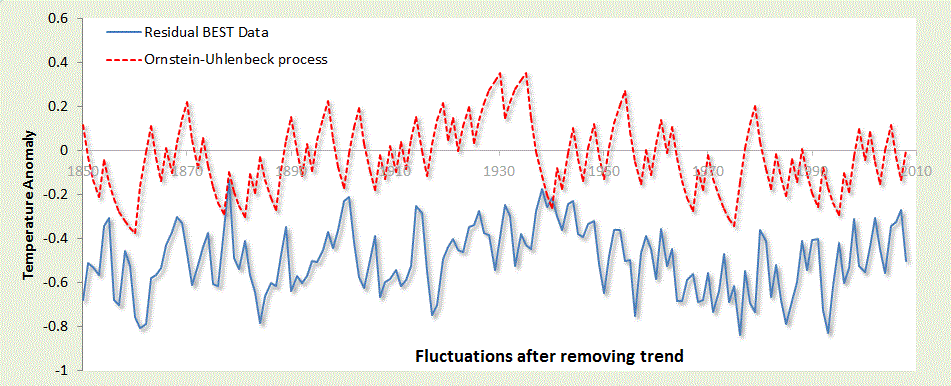 0.6
Residual BEST Data
Ornstein-Uhlenbeck process
0.4
0.2
0
1850 1870 1890 1910 1930 1950 1970 1990 2010
-0.2
-0.4
-0.6
-0.8
-1
Temperature Anomaly
Fluctuations after removing trend